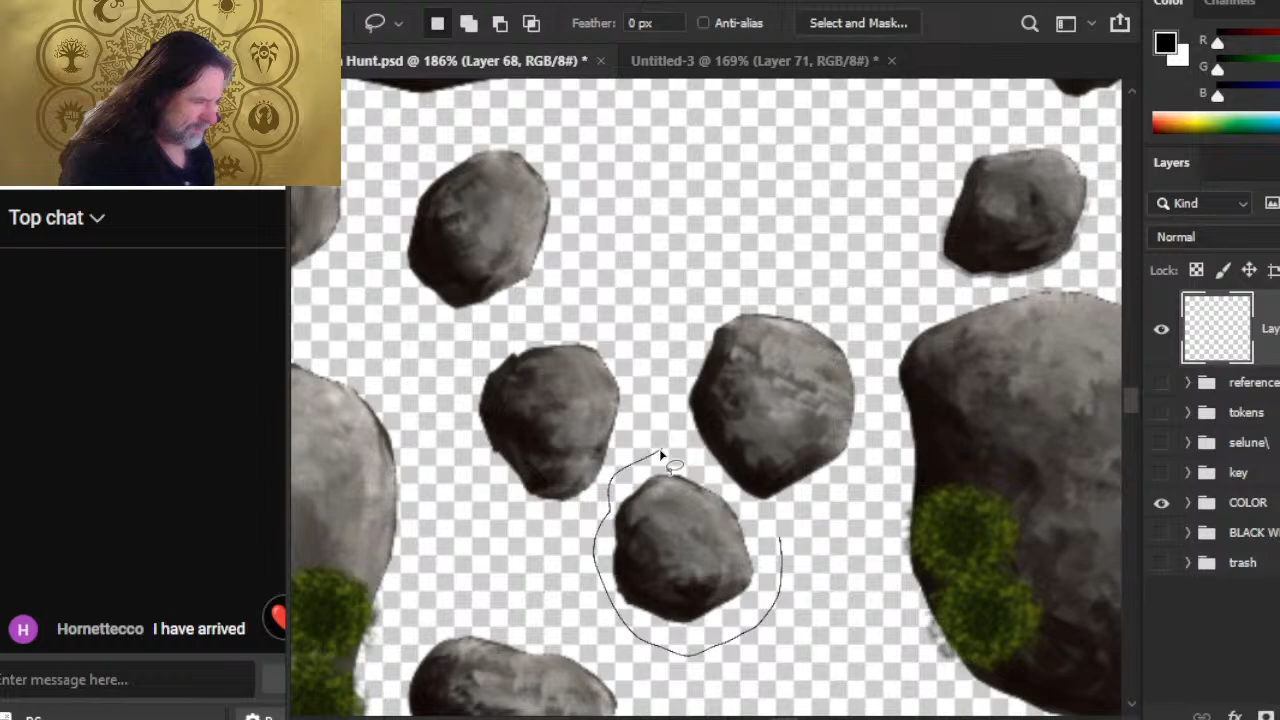 Feather: 0 px Anti-alias Select and Mask...
Hunt.psd @ 186% (Layer 68, RGB/8#) * × Untitled-3 @ 169% (Layer 71, RGB/8#) * ×
Color Channels
R
G
B
Layers
Kind
Normal
Lock:
Lay
reference
tokens
selune\
key
COLOR
BLACK W
trash
Top chat
H Hornettecco I have arrived
Enter message here...